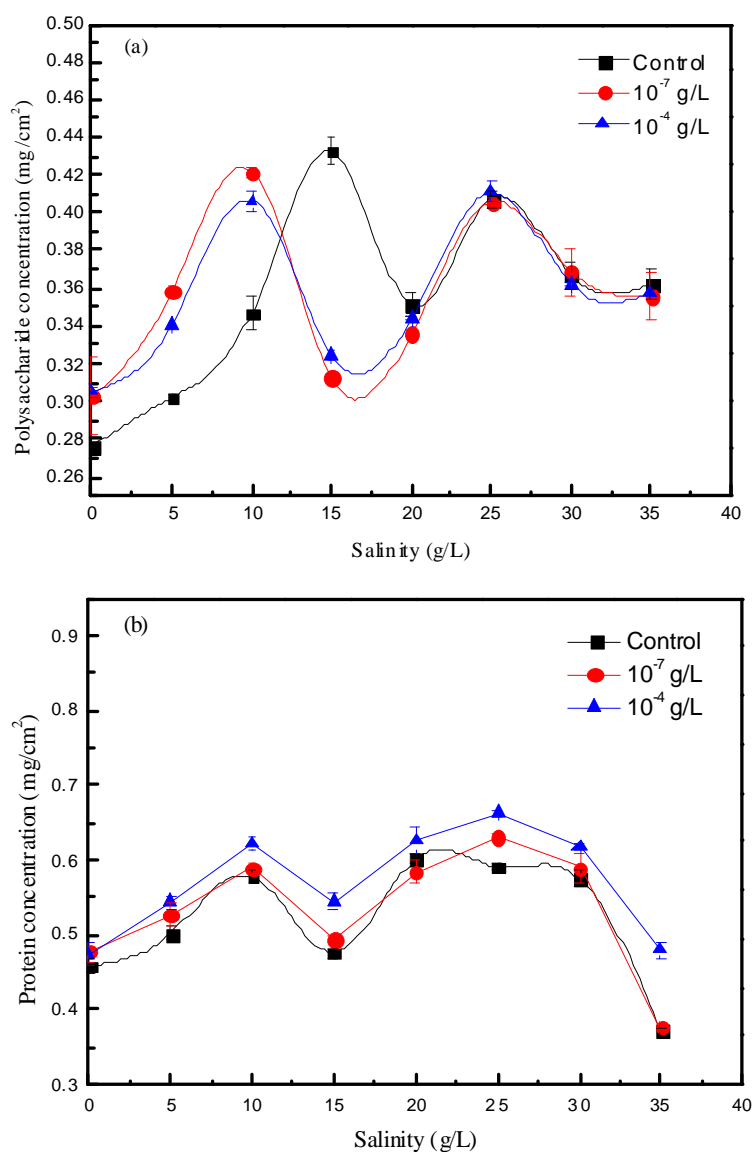 (a)
Control
10⁻⁷ g/L
10⁻⁴ g/L
Polysaccharide concentration (mg/cm²)
0.50
0.48
0.46
0.44
0.42
0.40
0.38
0.36
0.34
0.32
0.30
0.28
0.26
0 5 10 15 20 25 30 35 40
Salinity (g/L)
(b)
Control
10⁻⁷ g/L
10⁻⁴ g/L
Protein concentration (mg/cm²)
0.9
0.8
0.7
0.6
0.5
0.4
0.3
0 5 10 15 20 25 30 35 40
Salinity (g/L)